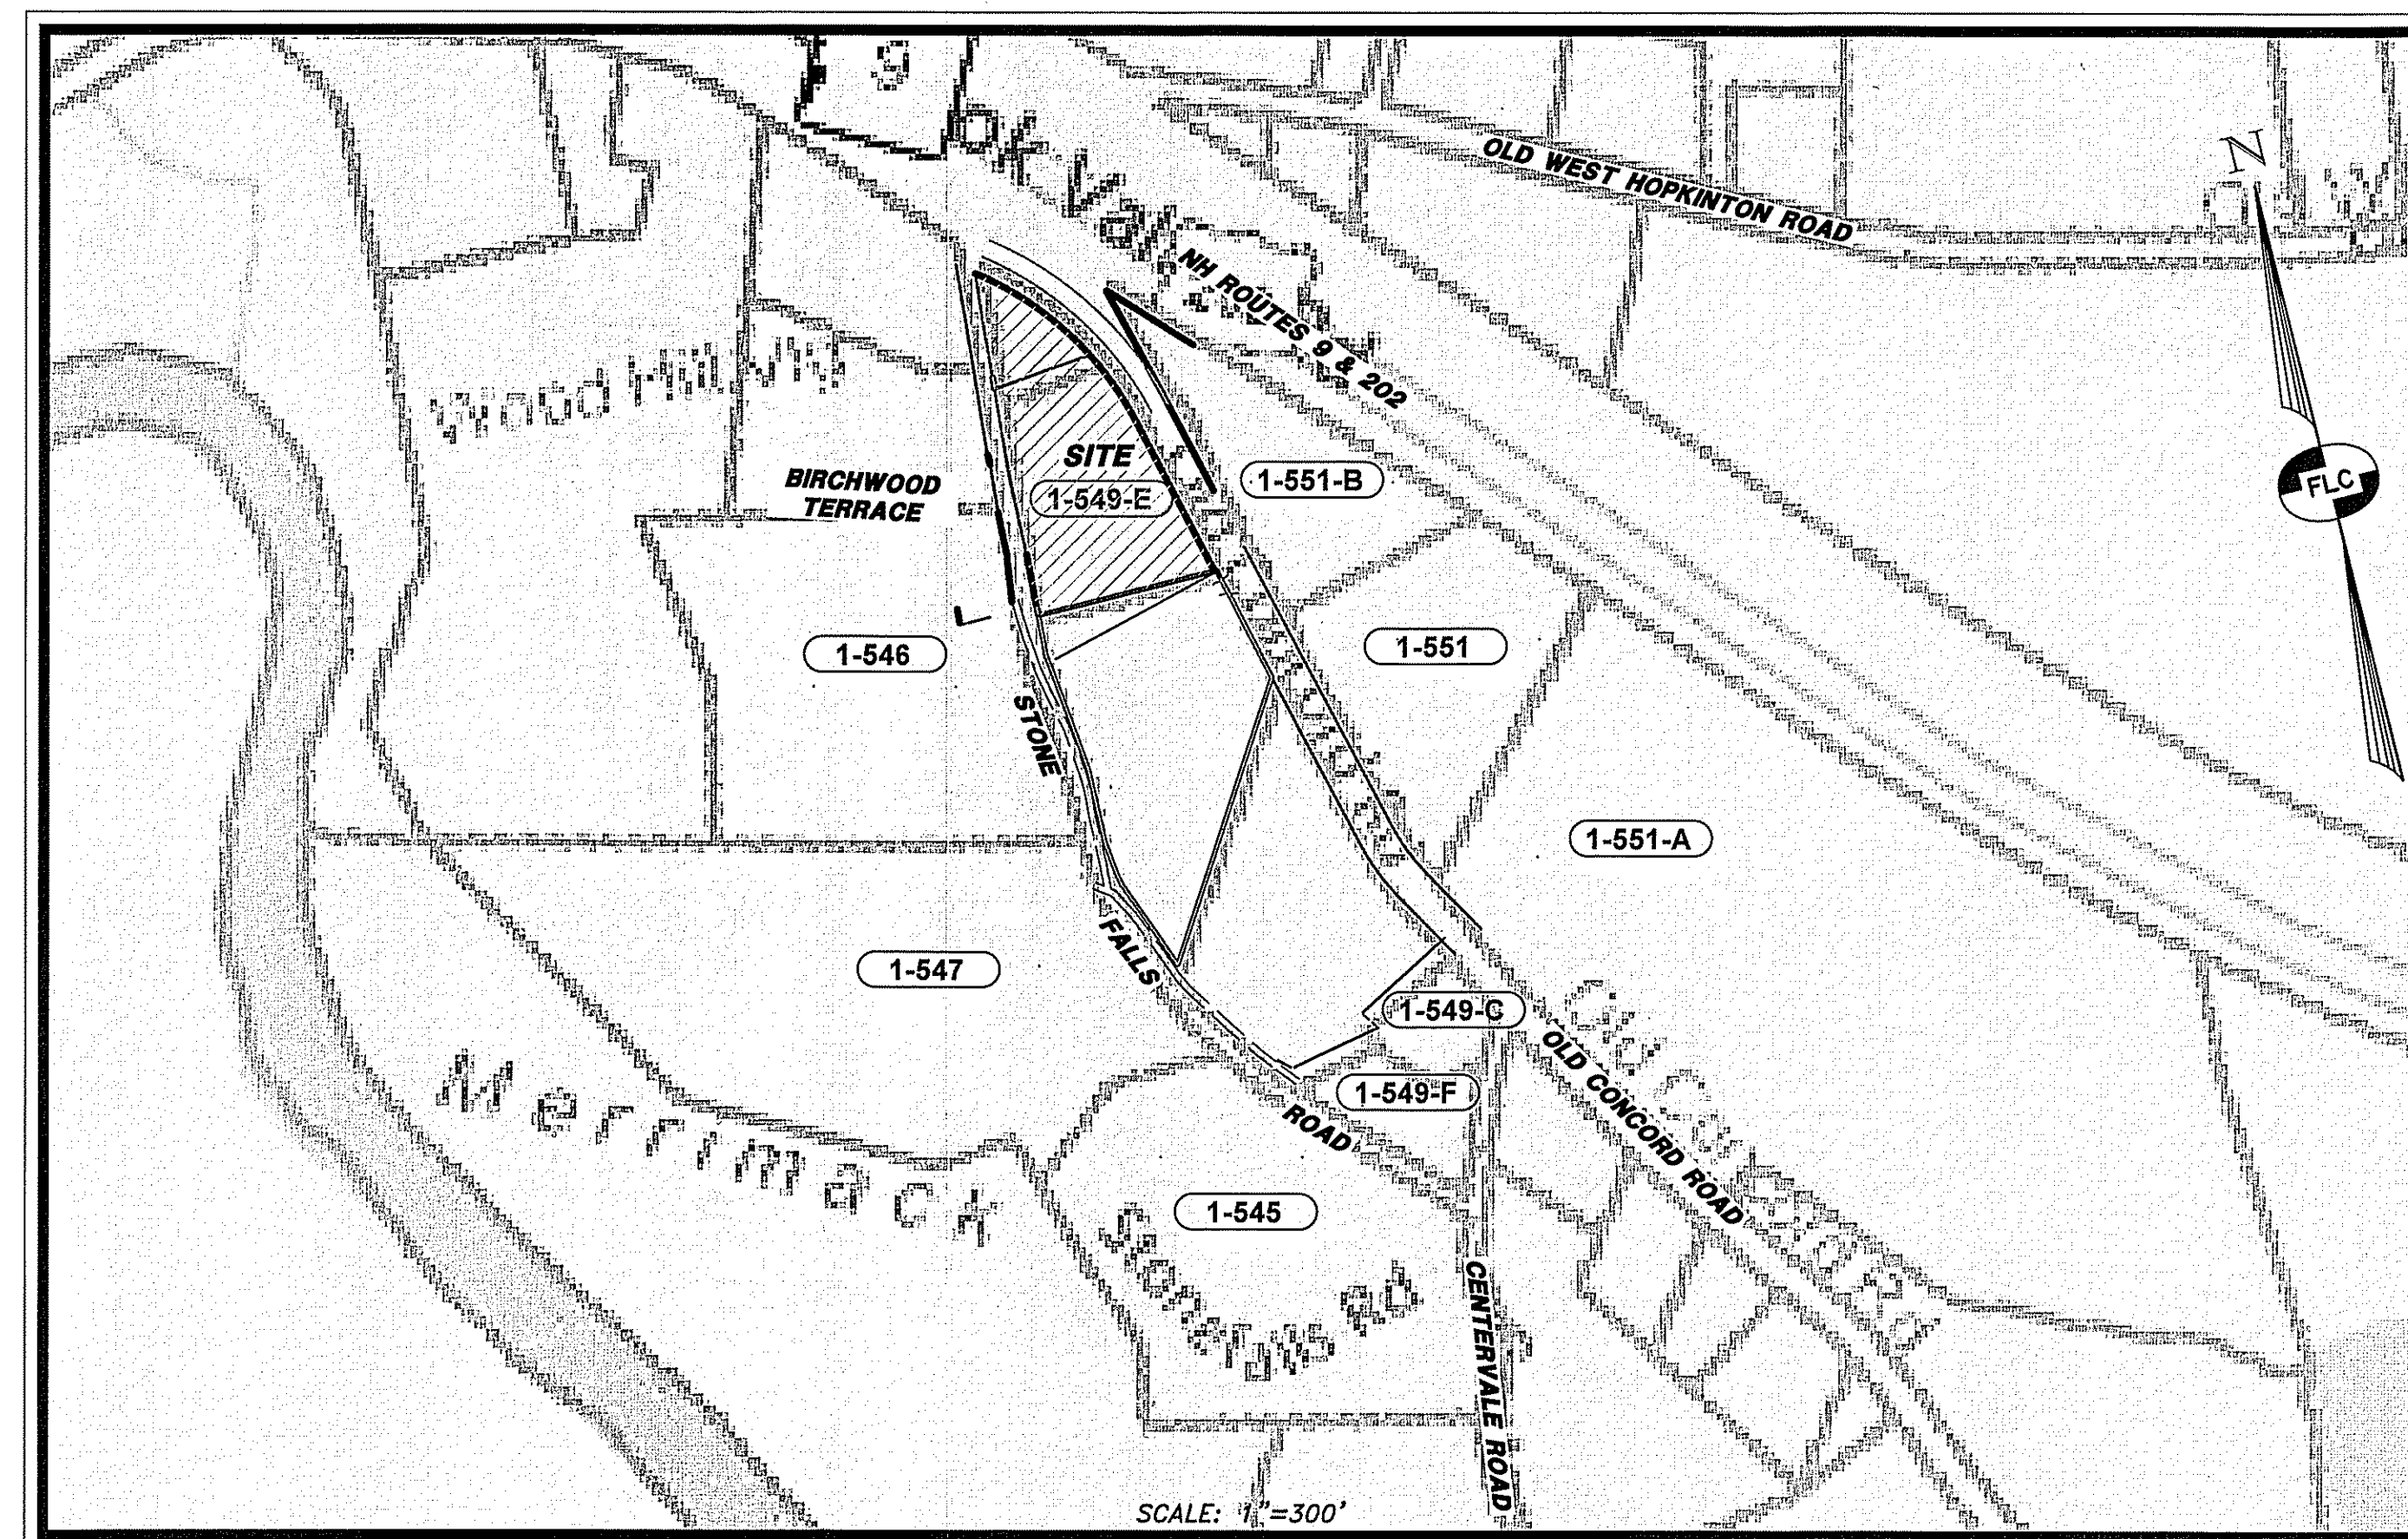 OLD WEST HOPKINTON ROAD
N
NH ROUTES 9 & 202
FLC
SITE
1-549-E
1-551-B
BIRCHWOOD
TERRACE
1-546
1-551
STONE
1-551-A
FALLS
1-547
1-549-C
OLD CONCORD ROAD
1-549-F
ROAD
Merrimack
1-545
CENTERVALE ROAD
SCALE: 1"=300'